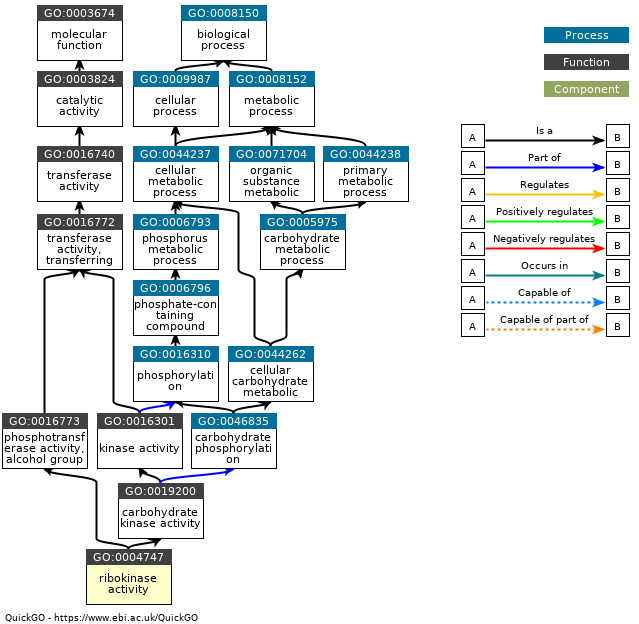 GO:0003674
molecular
function
GO:0008150
biological
process
GO:0003824
catalytic
activity
GO:0009987
cellular
process
GO:0008152
metabolic
process
GO:0016740
transferase
activity
GO:0044237
cellular
metabolic
process
GO:0071704
organic
substance
metabolic
GO:0044238
primary
metabolic
process
GO:0016772
transferase
activity,
transferring
GO:0006793
phosphorus
metabolic
process
GO:0005975
carbohydrate
metabolic
process
GO:0006796
phosphate-con
taining
compound
GO:0016310
phosphorylati
on
GO:0044262
cellular
carbohydrate
metabolic
GO:0016773
phosphotransf
erase activity,
alcohol group
GO:0016301
kinase activity
GO:0046835
carbohydrate
phosphorylati
on
GO:0019200
carbohydrate
kinase activity
GO:0004747
ribokinase
activity
Process
Function
Component
A Is a B
A Part of B
A Regulates B
A Positively regulates B
A Negatively regulates B
A Occurs in B
A Capable of B
A Capable of part of B
QuickGO - https://www.ebi.ac.uk/QuickGO